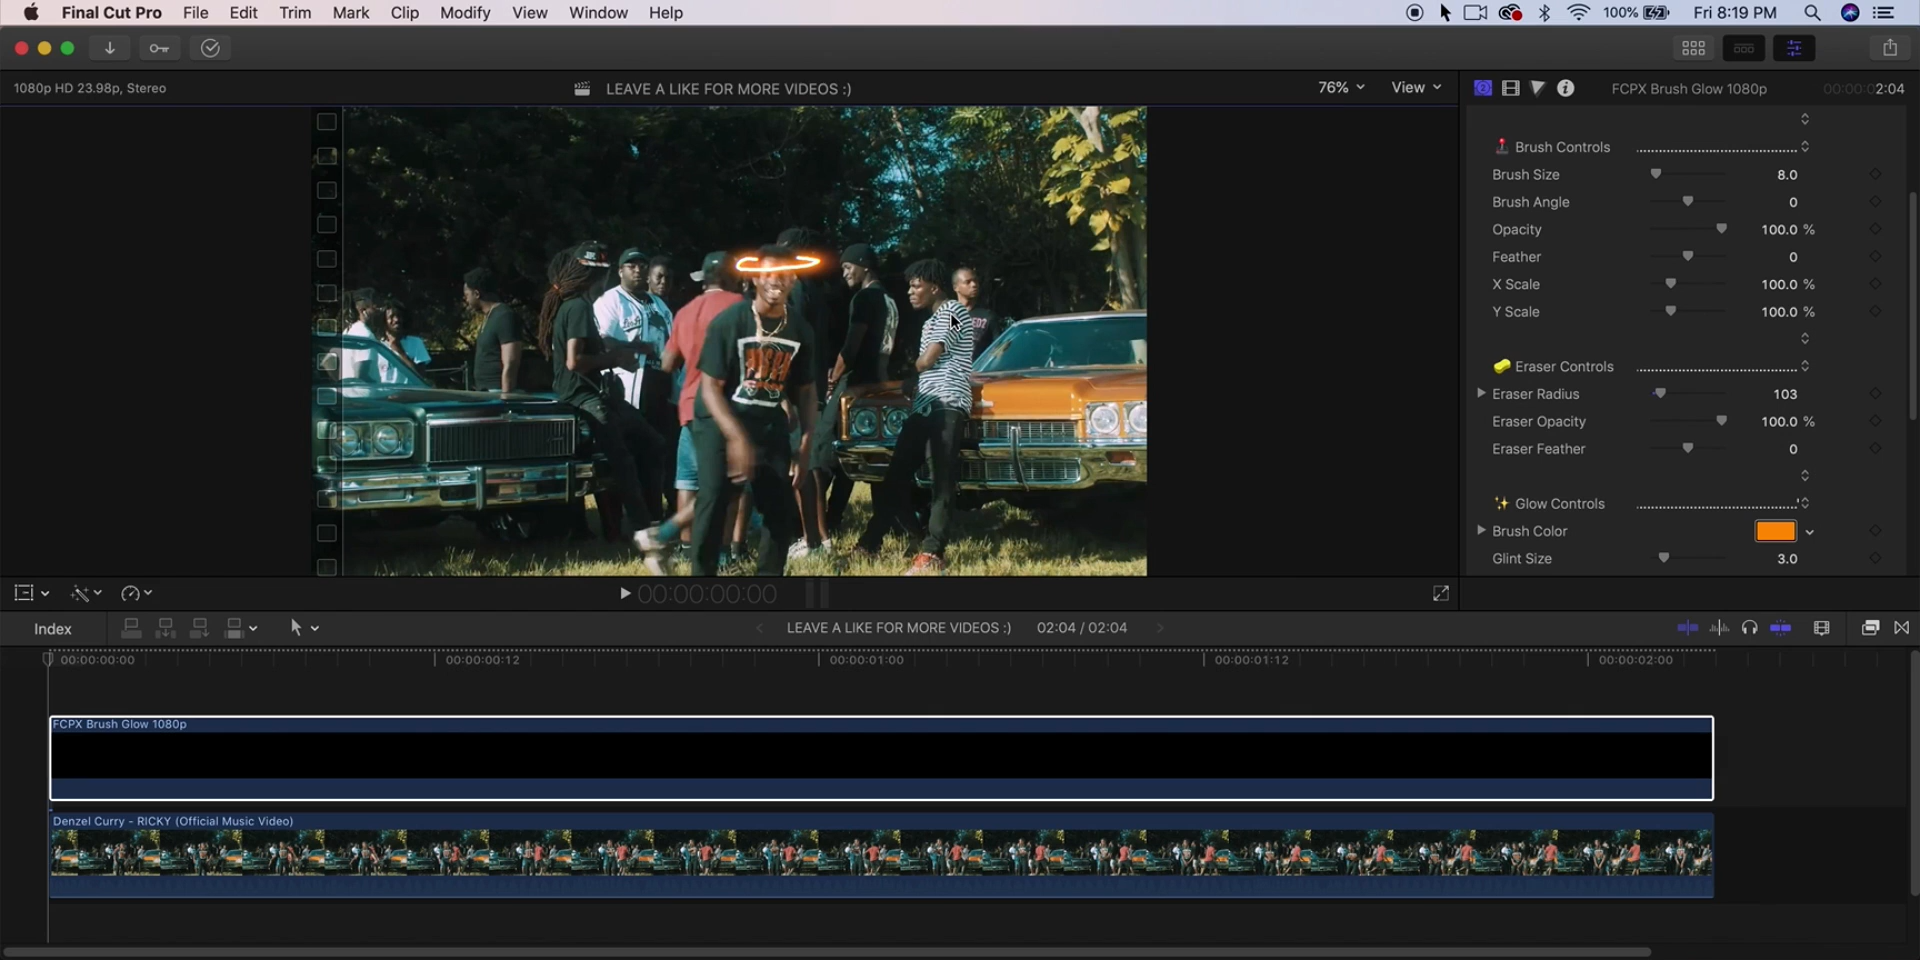 Final Cut Pro File Edit Trim Mark Clip Modify View Window Help 100% Fri 8:19 PM
1080p HD 23.98p, Stereo LEAVE A LIKE FOR MORE VIDEOS :) 76% View FCPX Brush Glow 1080p 00:00:02:04
Brush Controls
Brush Size 8.0
Brush Angle 0
Opacity 100.0 %
Feather 0
X Scale 100.0 %
Y Scale 100.0 %
Eraser Controls
Eraser Radius 103
Eraser Opacity 100.0 %
Eraser Feather 0
Glow Controls
Brush Color
Glint Size 3.0
00:00:00:00
Index LEAVE A LIKE FOR MORE VIDEOS :) 02:04 / 02:04
00:00:00:00 00:00:00:12 00:00:01:00 00:00:01:12 00:00:02:00
FCPX Brush Glow 1080p
Denzel Curry - RICKY (Official Music Video)